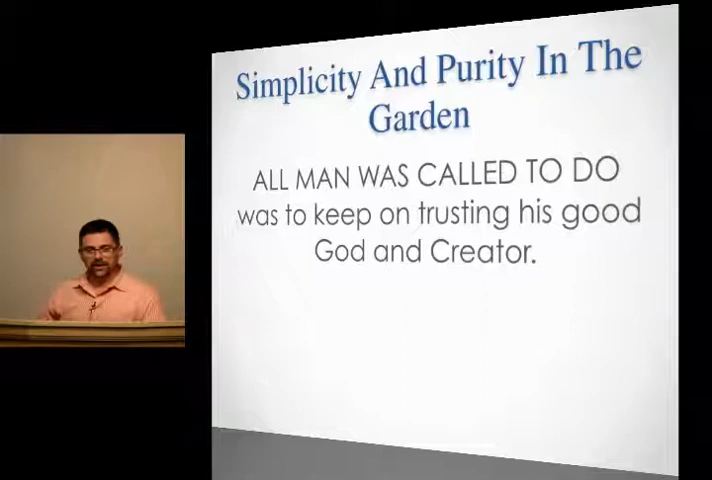 Simplicity And Purity In The
Garden
ALL MAN WAS CALLED TO DO
was to keep on trusting his good
God and Creator.